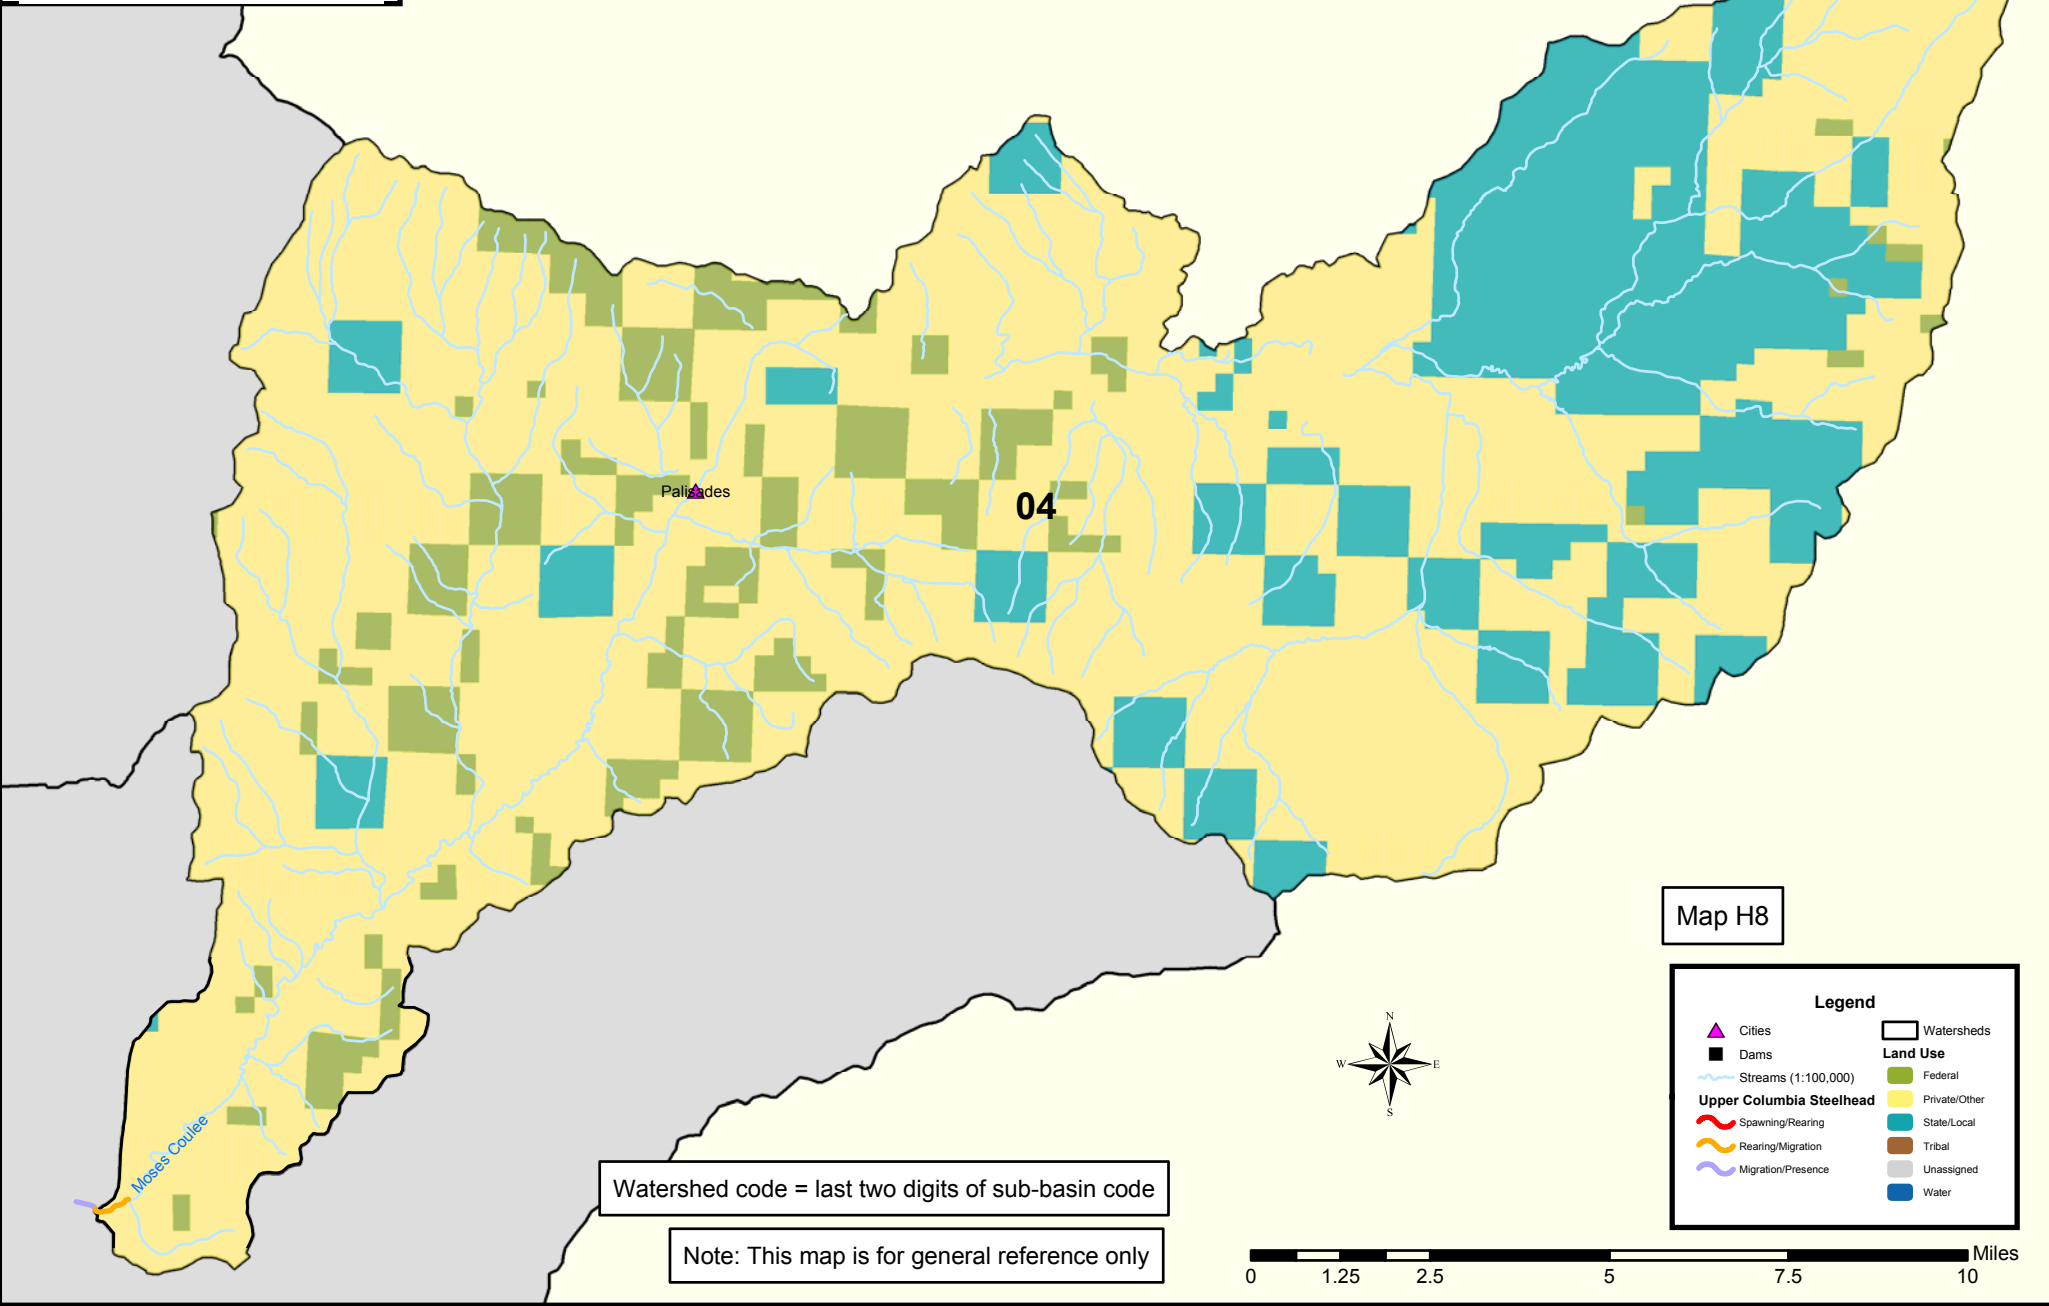 Palisades
04
Moses Coulee
Map H8
N
W
E
S
Legend
Cities
Dams
Streams (1:100,000)
Upper Columbia Steelhead
Spawning/Rearing
Rearing/Migration
Migration/Presence
Watersheds
Land Use
Federal
Private/Other
State/Local
Tribal
Unassigned
Water
Watershed code = last two digits of sub-basin code
Note: This map is for general reference only
Miles
0 1.25 2.5 5 7.5 10